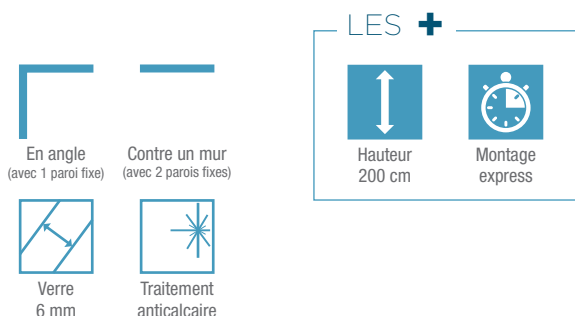 LES +
En angle
(avec 1 paroi fixe)
Contre un mur
(avec 2 parois fixes)
Hauteur
200 cm
Montage
express
Verre
6 mm
Traitement
anticalcaire